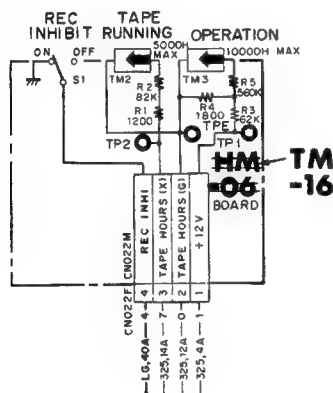 REC TAPE OPERATION
INHIBIT RUNNING
ON OFF 5000H MAX 10000H MAX
S1 TM2 TM3
R2 82K R5 560K
R4 1800
R1 1200 R3 62K
TPE
TP2 TP1
HM TM
-06 -16
BOARD
CN022F CN022M
REC INHI
TAPE HOURS (X)
TAPE HOURS (G)
+12V
4 3 2 1
4 7 0 1
LG,40A
325,14A
325,12A
325,4A